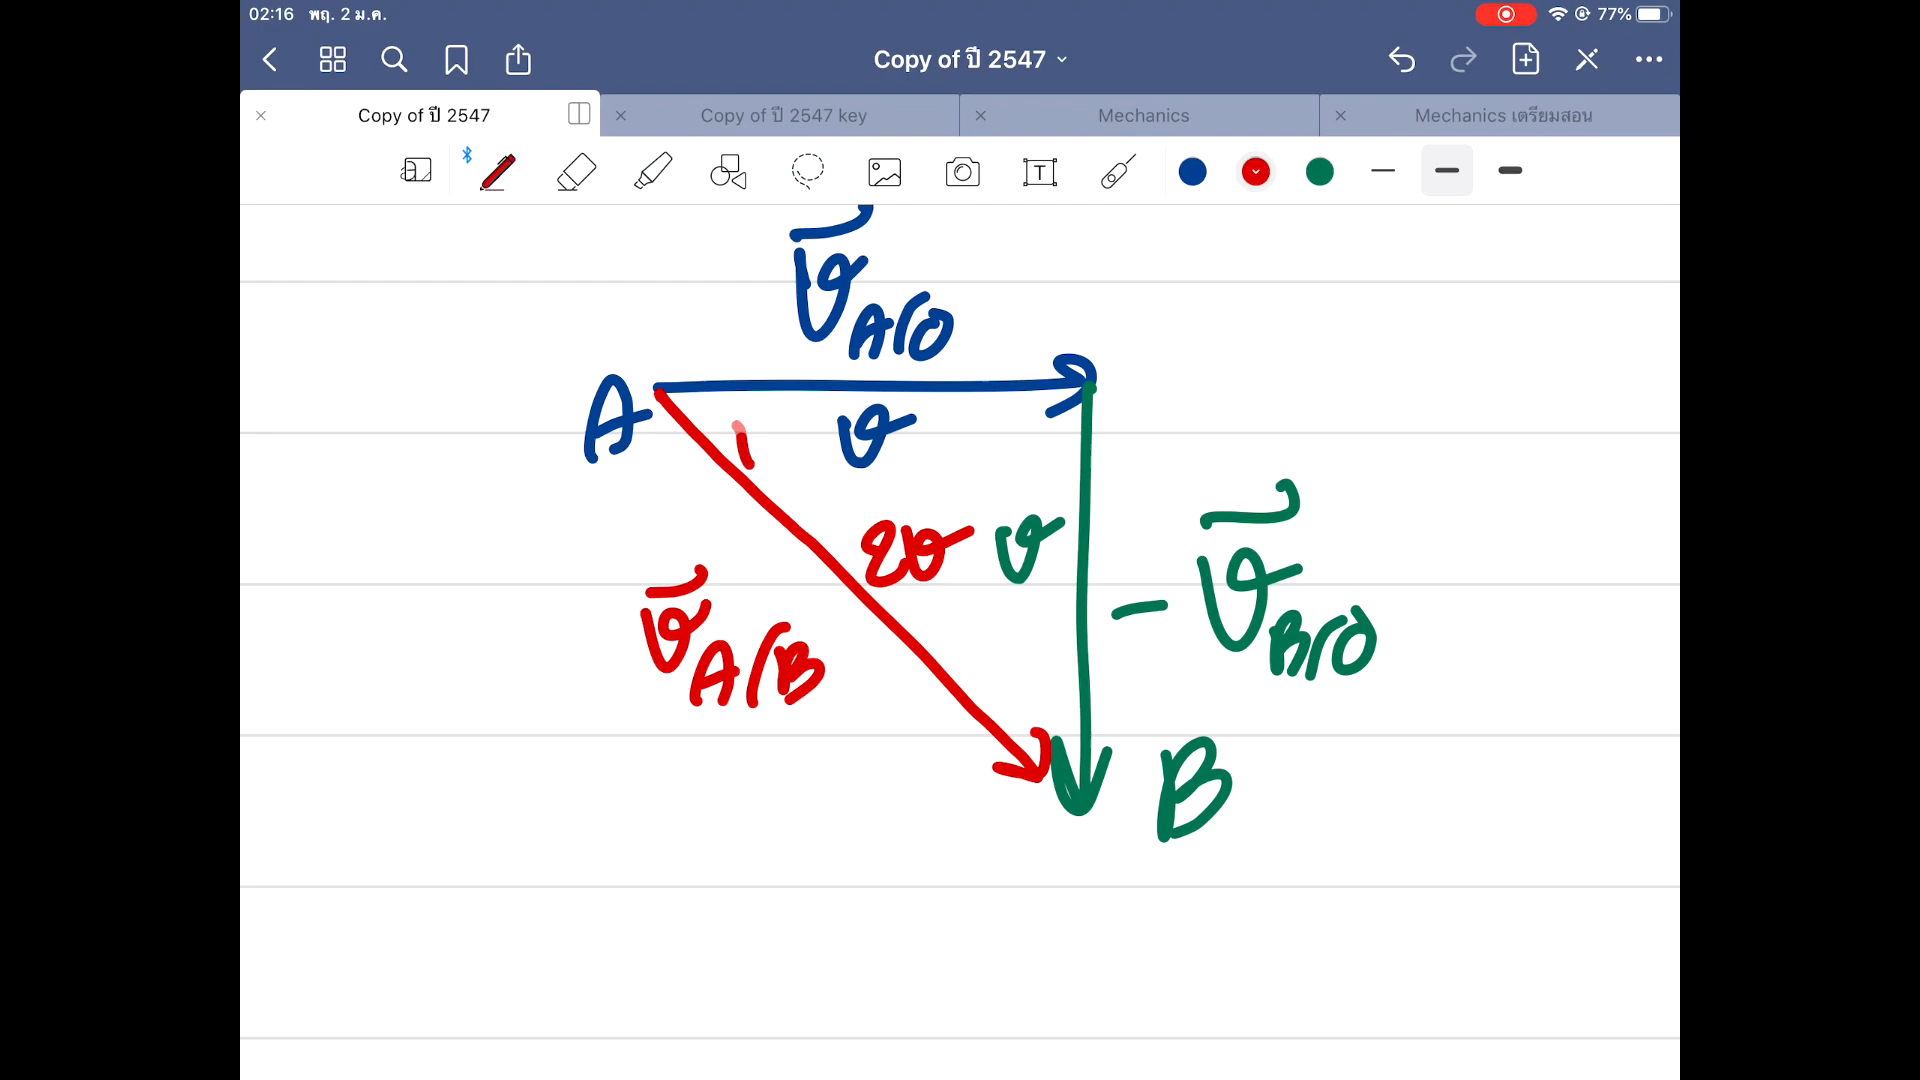 02:16 พฤ. 2 ม.ค.
77%
Copy of ปี 2547
Copy of ปี 2547
Copy of ปี 2547 key
Mechanics
Mechanics เตรียมสอน
T
v A/O
A
v
v
- v B/O
v A/B
B